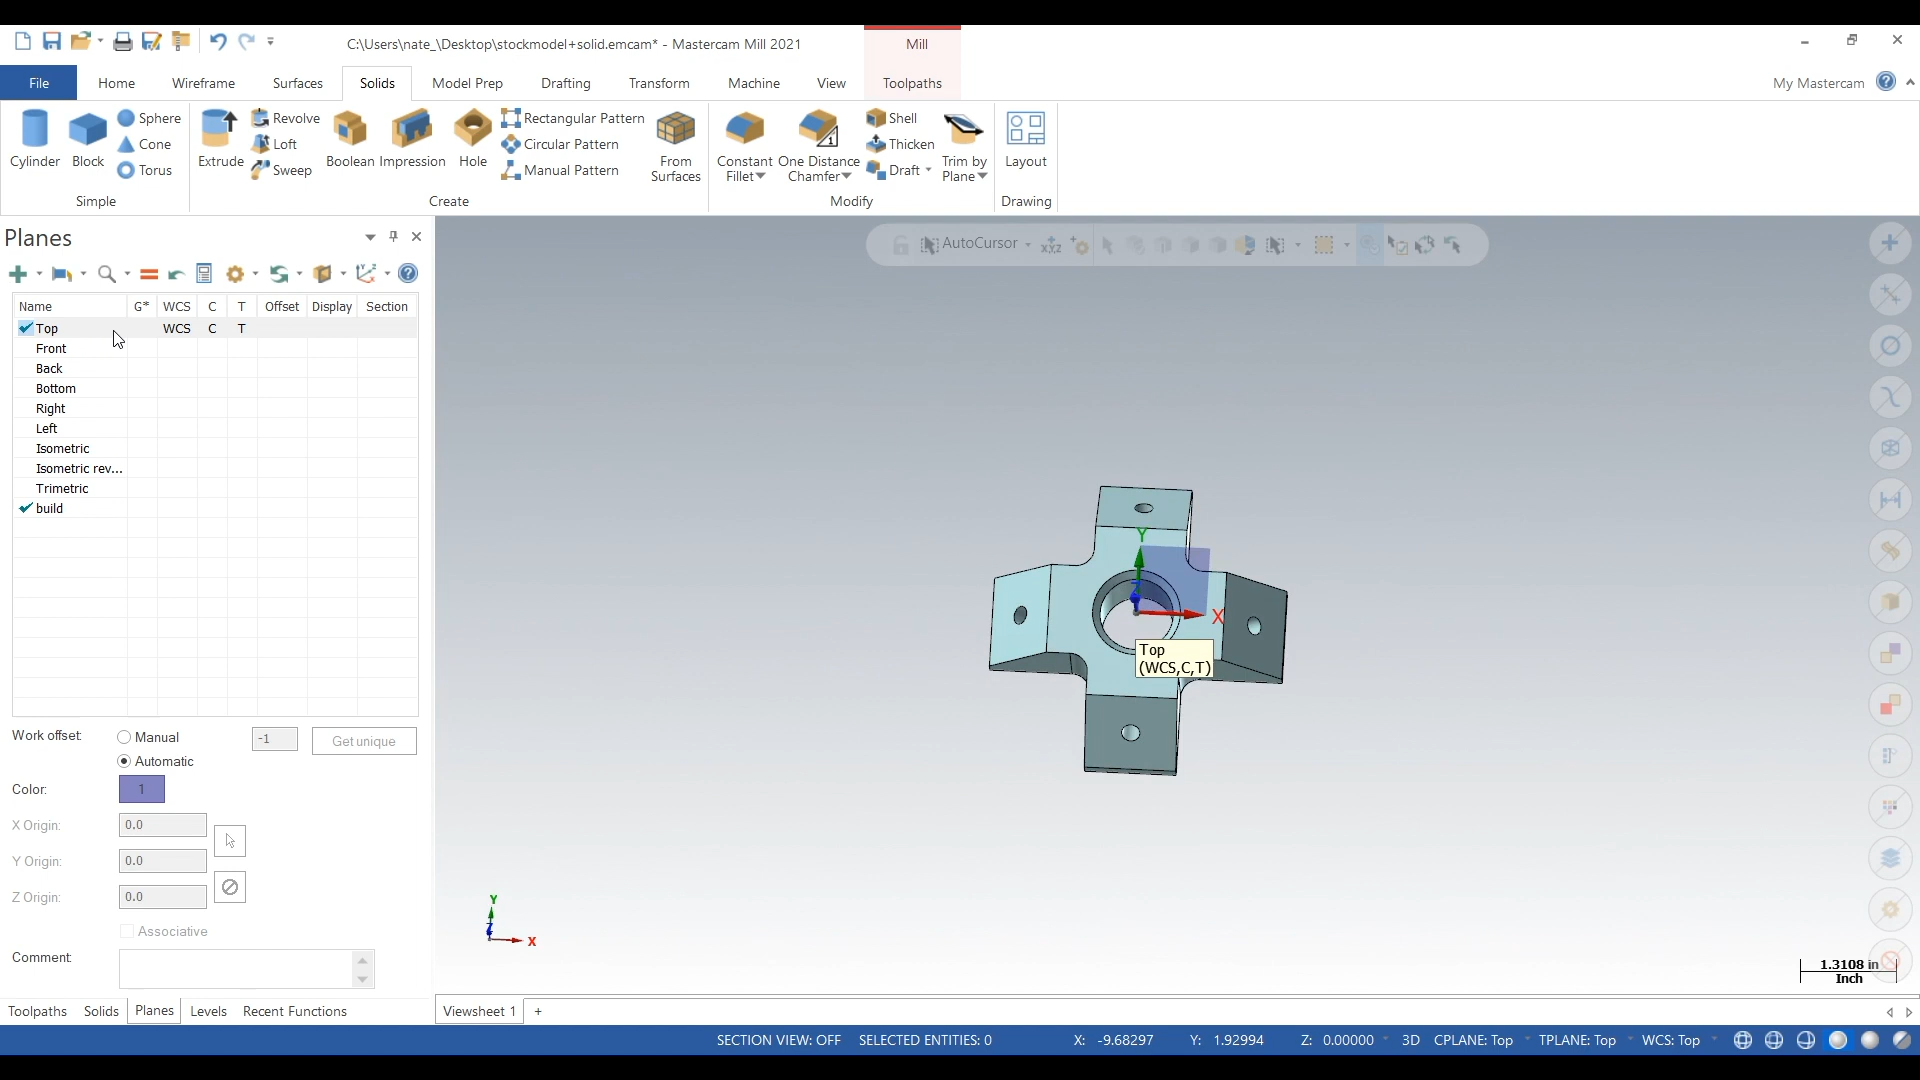 C:\Users\nate_\Desktop\stockmodel+solid.emcam* - Mastercam Mill 2021
Mill
File
Home
Wireframe
Surfaces
Solids
Model Prep
Drafting
Transform
Machine
View
Toolpaths
My Mastercam
Cylinder
Block
Sphere
Cone
Torus
Simple
Extrude
Revolve
Loft
Sweep
Boolean
Impression
Hole
Rectangular Pattern
Circular Pattern
Manual Pattern
From
Surfaces
Create
Constant
Fillet
One Distance
Chamfer
Shell
Thicken
Draft
Trim by
Plane
Modify
Layout
Drawing
Planes
AutoCursor
Name G* WCS C T Offset Display Section
Top WCS C T
Front
Back
Bottom
Right
Left
Isometric
Isometric rev...
Trimetric
build
Work offset:
Manual
-1
Get unique
Automatic
Color:
1
X Origin:
0.0
Y Origin:
0.0
Z Origin:
0.0
Associative
Comment:
Y
X
Z
Top
(WCS,C,T)
Y
Z
X
1.3108 in
Inch
Toolpaths Solids Planes Levels Recent Functions
Viewsheet 1 +
SECTION VIEW: OFF SELECTED ENTITIES: 0 X: -9.68297 Y: 1.92994 Z: 0.00000 3D CPLANE: Top TPLANE: Top WCS: Top